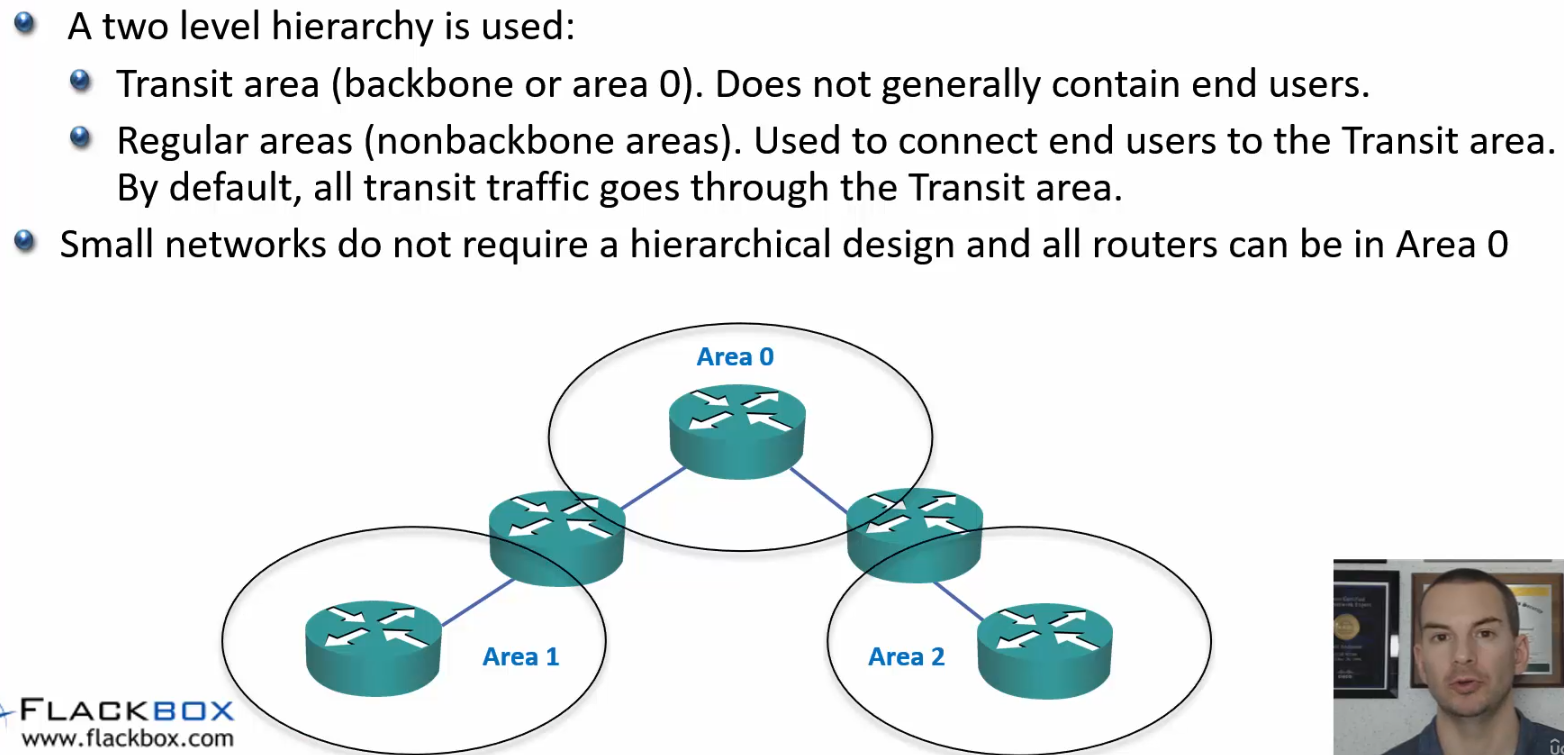 A two level hierarchy is used:
Transit area (backbone or area 0). Does not generally contain end users.
Regular areas (nonbackbone areas). Used to connect end users to the Transit area.
By default, all transit traffic goes through the Transit area.
Small networks do not require a hierarchical design and all routers can be in Area 0
Area 0
Area 1
Area 2
FLACKBOX
www.flackbox.com